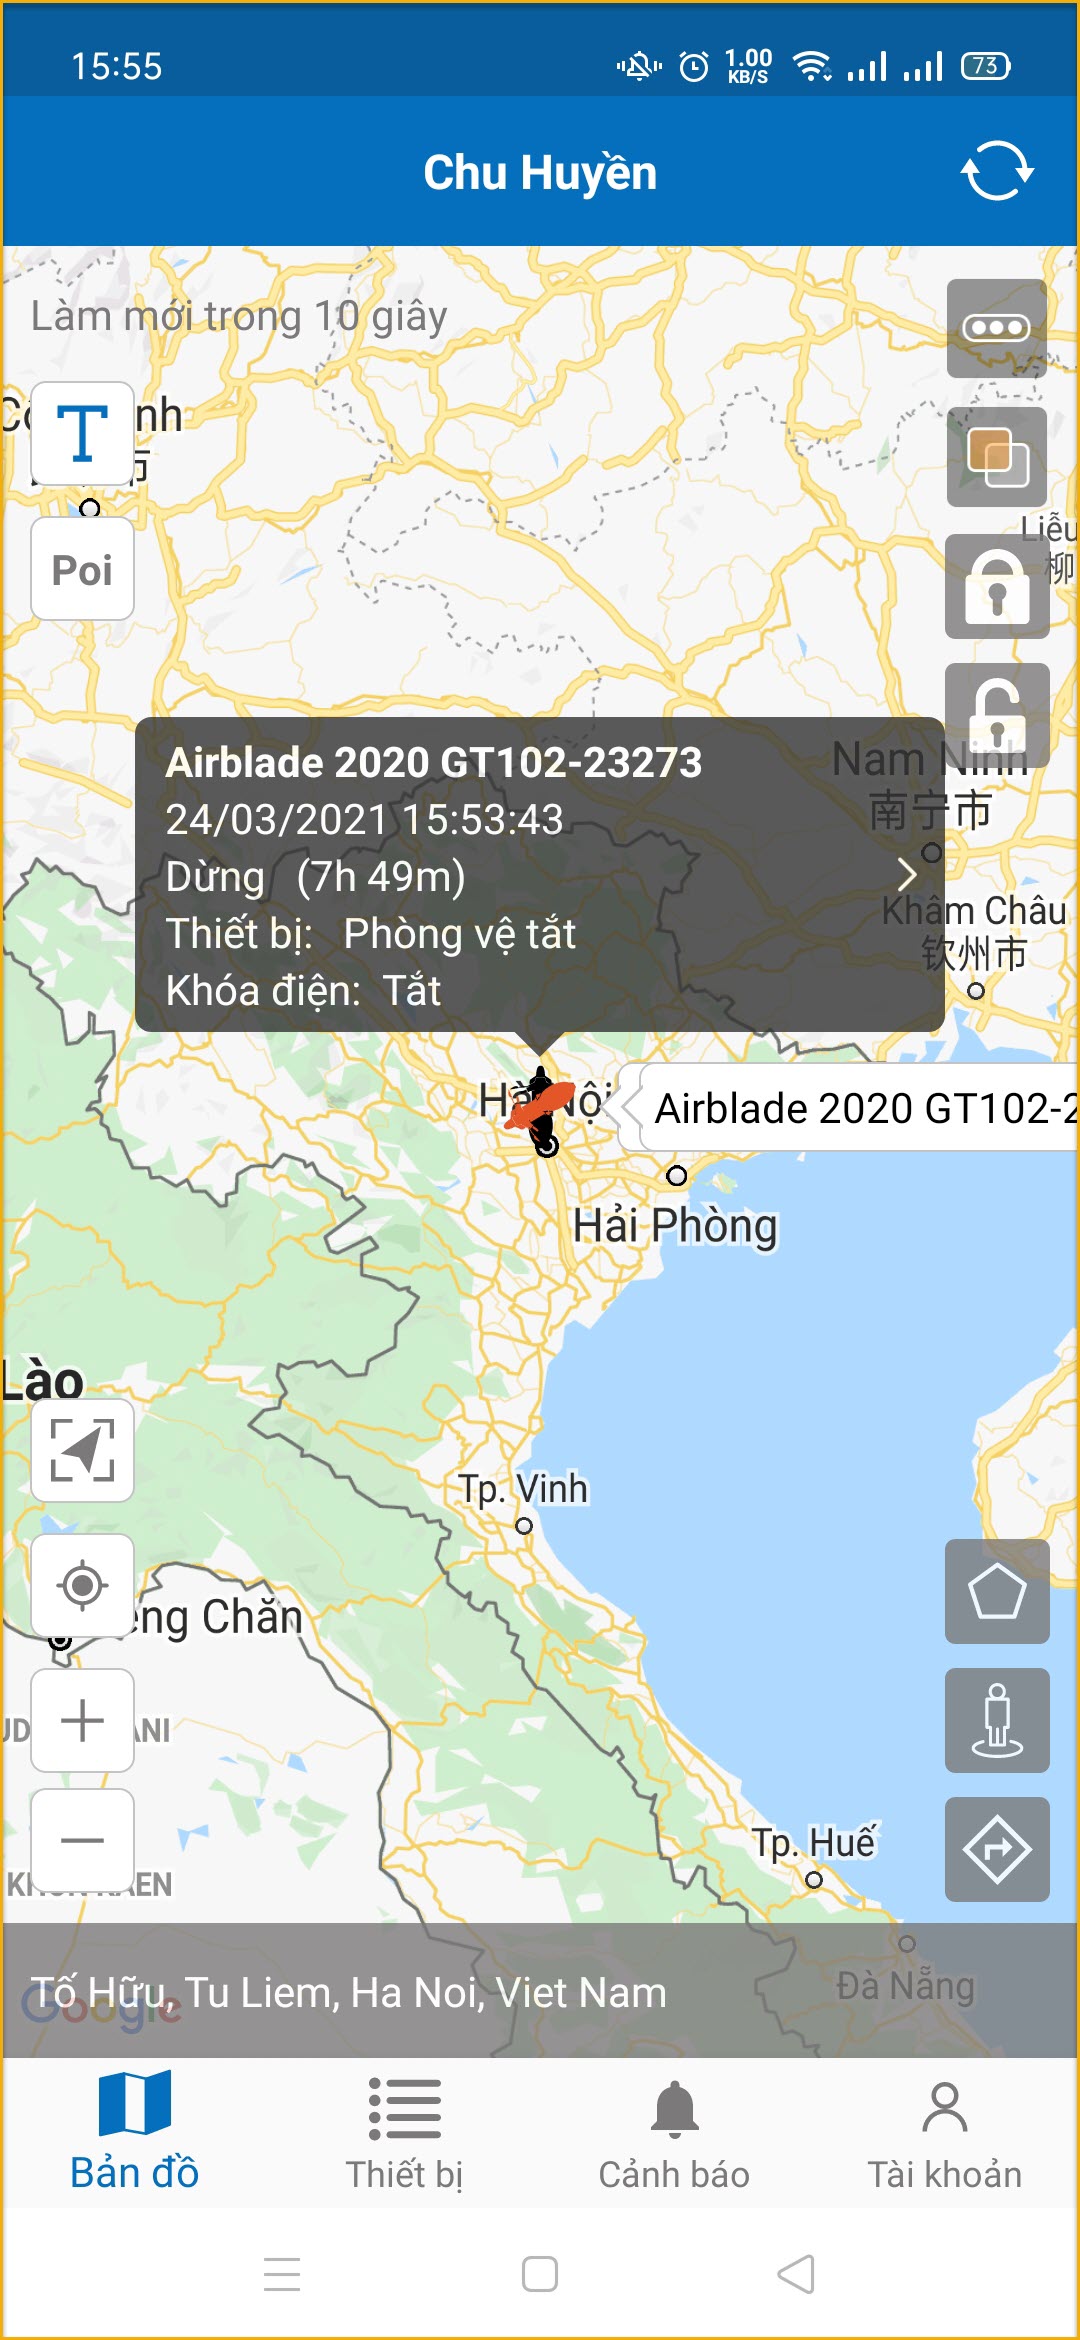 15:55
1.00
KB/S
73
Chu Huyền
Làm mới trong 10 giây
T
Poi
Liễu
柳
Airblade 2020 GT102-23273
24/03/2021 15:53:43
Dừng (7h 49m)
Thiết bị: Phòng vệ tắt
Khóa điện: Tắt
Nam Ninh
南宁市
Khâm Châu
钦州市
Hà Nội
Airblade 2020 GT102-2
Hải Phòng
Lào
Tp. Vinh
Tp. Huế
Đà Nẵng
Tố Hữu, Tu Liem, Ha Noi, Viet Nam
Google
Bản đồ
Thiết bị
Cảnh báo
Tài khoản